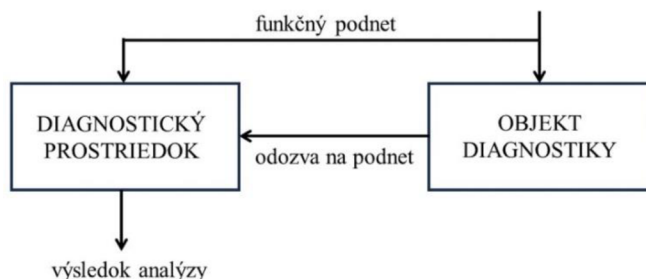 funkčný podnet
DIAGNOSTICKÝ
PROSTRIEDOK
OBJEKT
DIAGNOSTIKY
odozva na podnet
výsledok analýzy